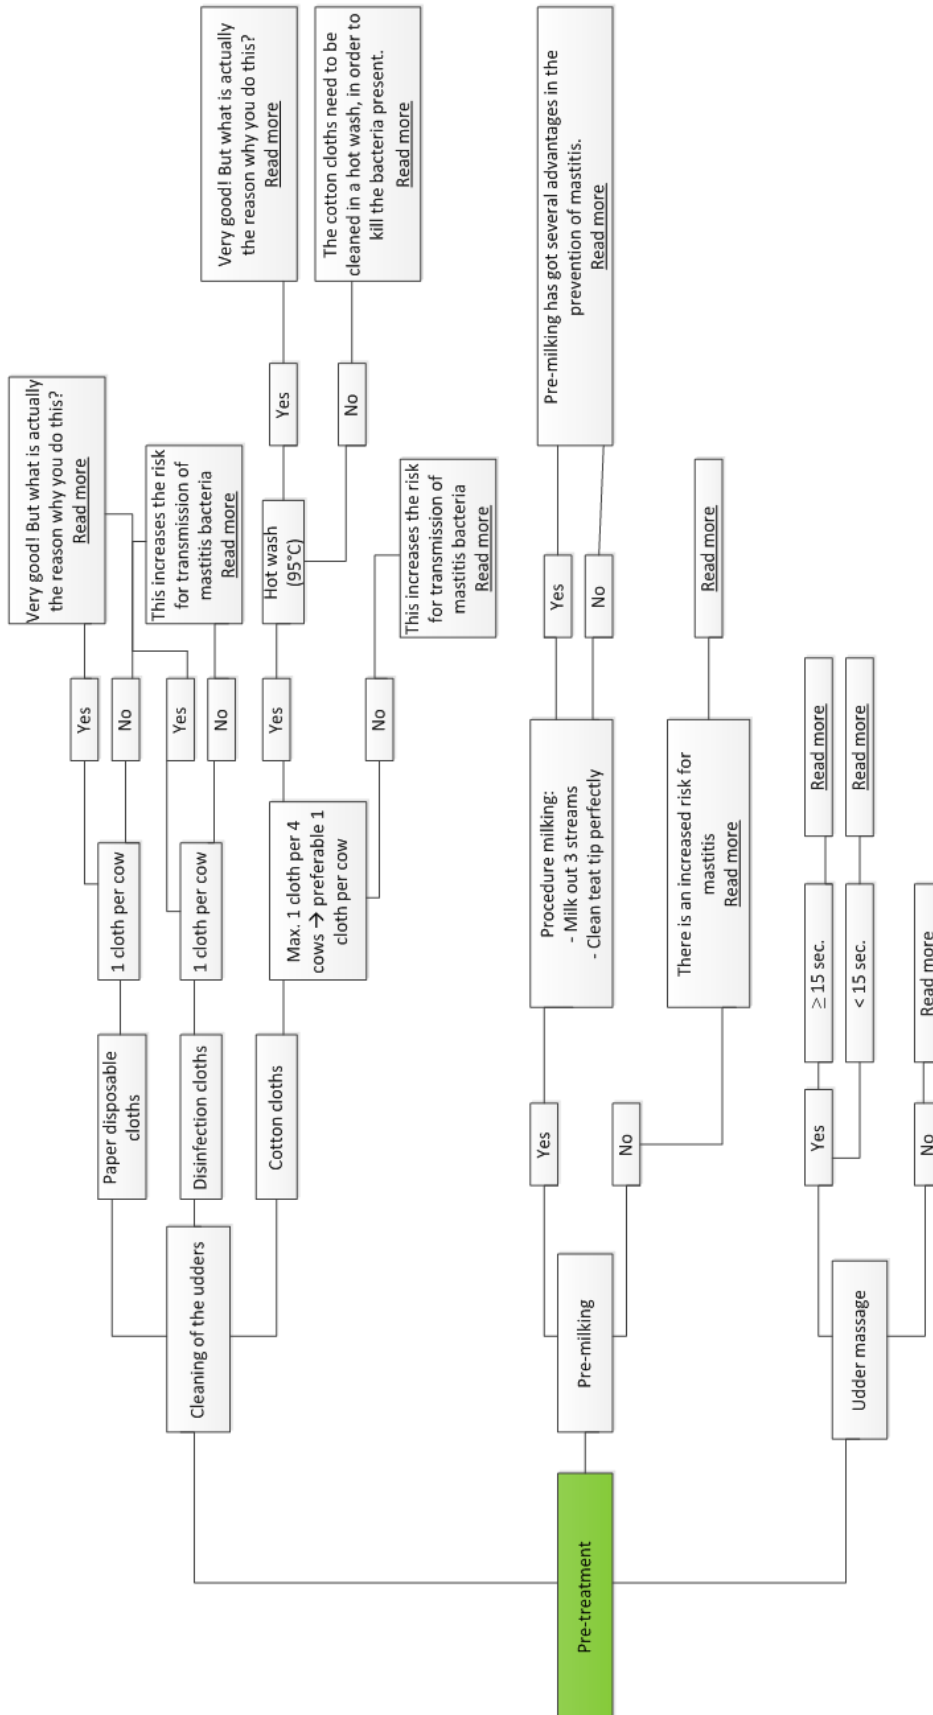 Pre-treatment
Cleaning of the udders
Paper disposable
cloths
1 cloth per cow
Yes
Very good! But what is actually
the reason why you do this?
Read more
No
This increases the risk
for transmission of
mastitis bacteria
Read more
Disinfection cloths
1 cloth per cow
Yes
No
Cotton cloths
Max. 1 cloth per 4
cows → preferable 1
cloth per cow
Yes
Hot wash
(95°C)
Yes
Very good! But what is actually
the reason why you do this?
Read more
No
The cotton cloths need to be
cleaned in a hot wash, in order to
kill the bacteria present.
Read more
No
This increases the risk
for transmission of
mastitis bacteria
Read more
Pre-milking
Yes
Procedure milking:
- Milk out 3 streams
- Clean teat tip perfectly
Yes
No
Pre-milking has got several advantages in the
prevention of mastitis.
Read more
No
There is an increased risk for
mastitis
Read more
Read more
Udder massage
Yes
≥ 15 sec.
Read more
< 15 sec.
Read more
No
Read more